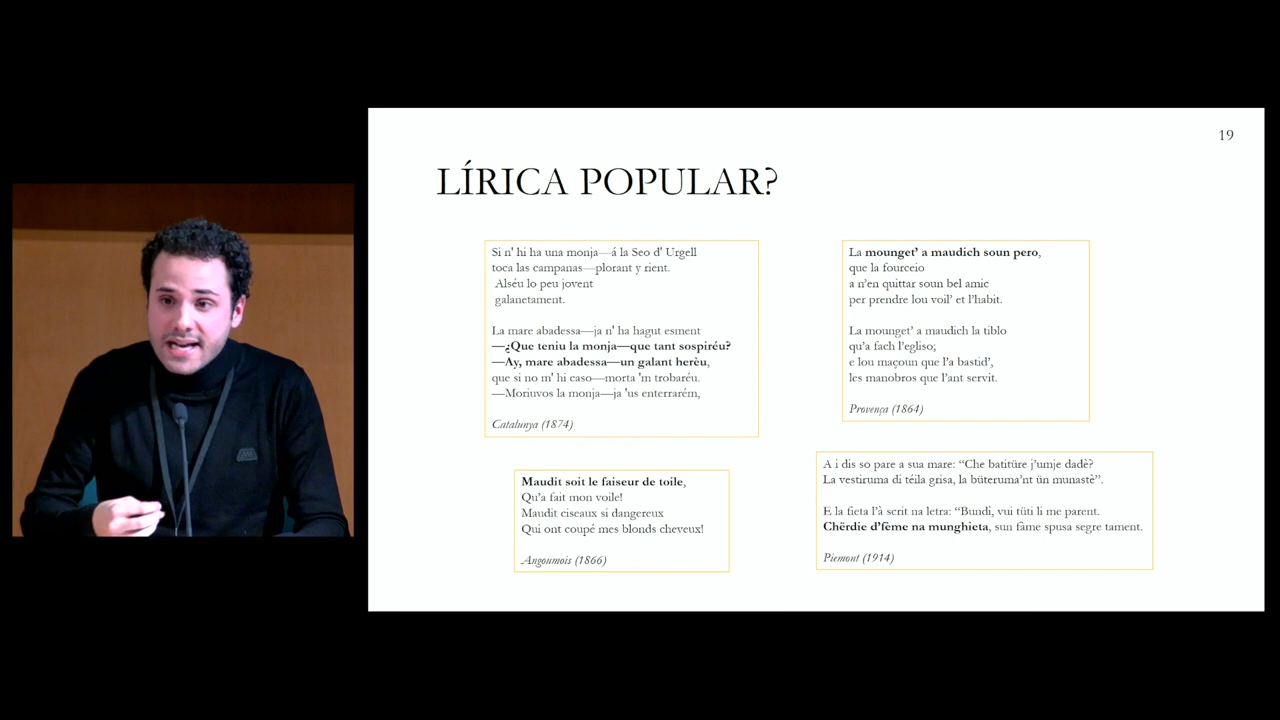 19
LÍRICA POPULAR?
Si n' hi ha una monja—á la Seo d' Urgell
toca las campanas—plorant y rient.
Alséu lo peu jovent
galanetament.
La mare abadessa—ja n' ha hagut esment
—¿Que teniu la monja—que tant sospiréu?
—Ay, mare abadessa—un galant herèu,
que si no m' hi caso—morta 'm trobaréu.
—Moriuvos la monja—ja 'us enterrarém,
Catalunya (1874)
La mounget' a maudich soun pero,
que la fourceio
a n'en quittar soun bel amic
per prendre lou voil' et l'habit.
La mounget' a maudich la tiblo
qu'a fach l'egliso;
e lou maçoun que l'a bastid',
les manobros que l'ant servit.
Provença (1864)
Maudit soit le faiseur de toile,
Qu'a fait mon voile!
Maudit ciseaux si dangereux
Qui ont coupé mes blonds cheveux!
Angoumois (1866)
A i dis so pare a sua mare: “Che batitüre j'umje dadè?
La vestiruma di téila grisa, la büteruma'nt ün munastè”.
E la fieta l'à scrit na letra: “Bundì, vui tüti li me parent.
Chërdie d'fème na munghieta, sun fàme spusa segre tament.
Piemont (1914)